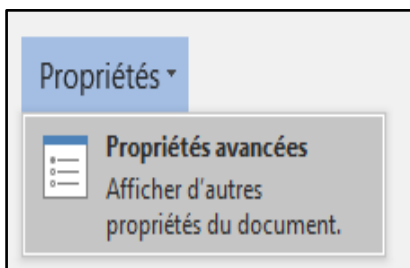 Propriétés
Propriétés avancées
Afficher d'autres
propriétés du document.